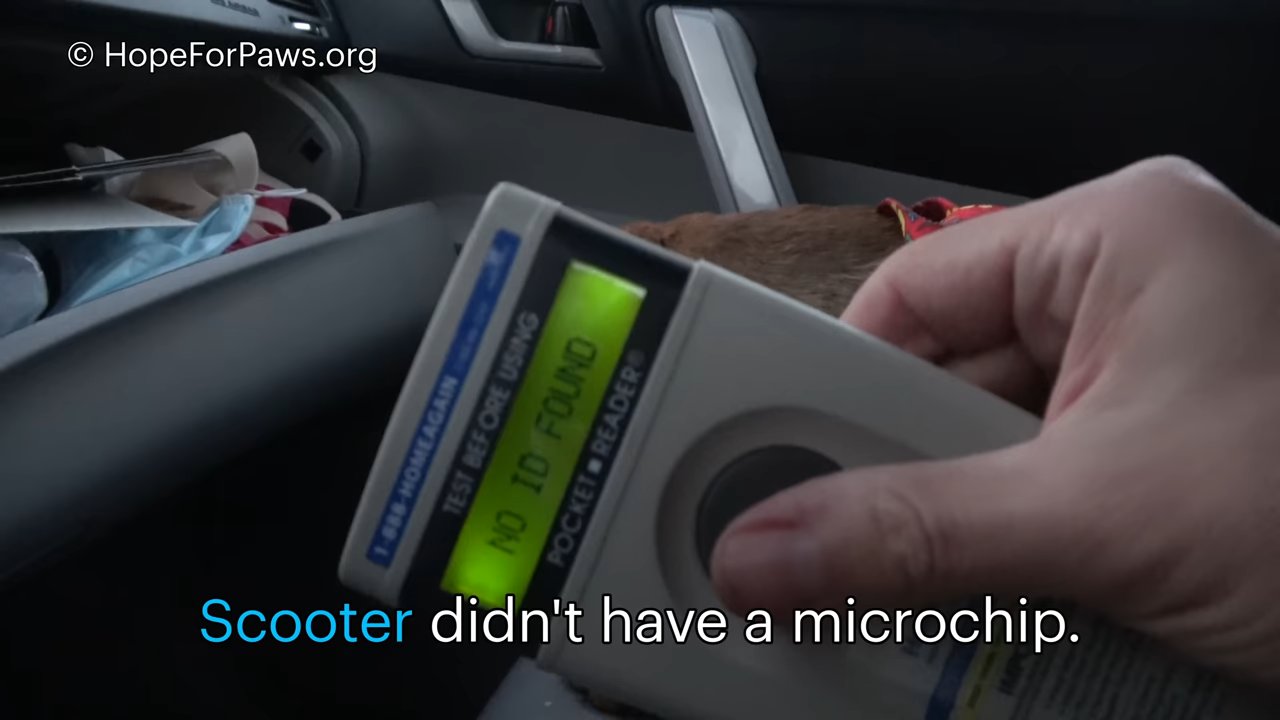 © HopeForPaws.org
1-888-HOMEAGAIN
TEST BEFORE USING
NO ID FOUND
POCKET READER®
Scooter didn't have a microchip.